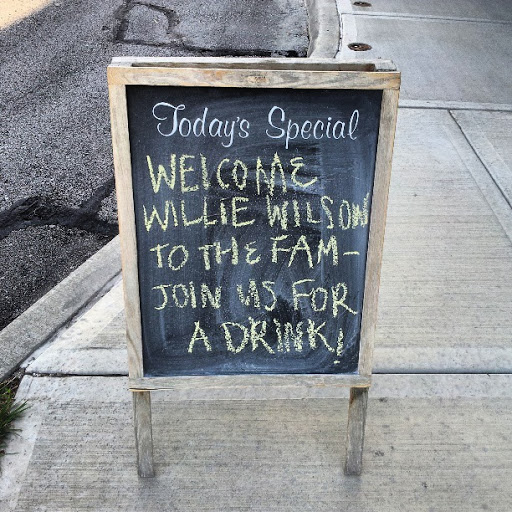 Today's Special
WELCOME
WILLIE WILSON
TO THE FAM-
JOIN US FOR
A DRINK!